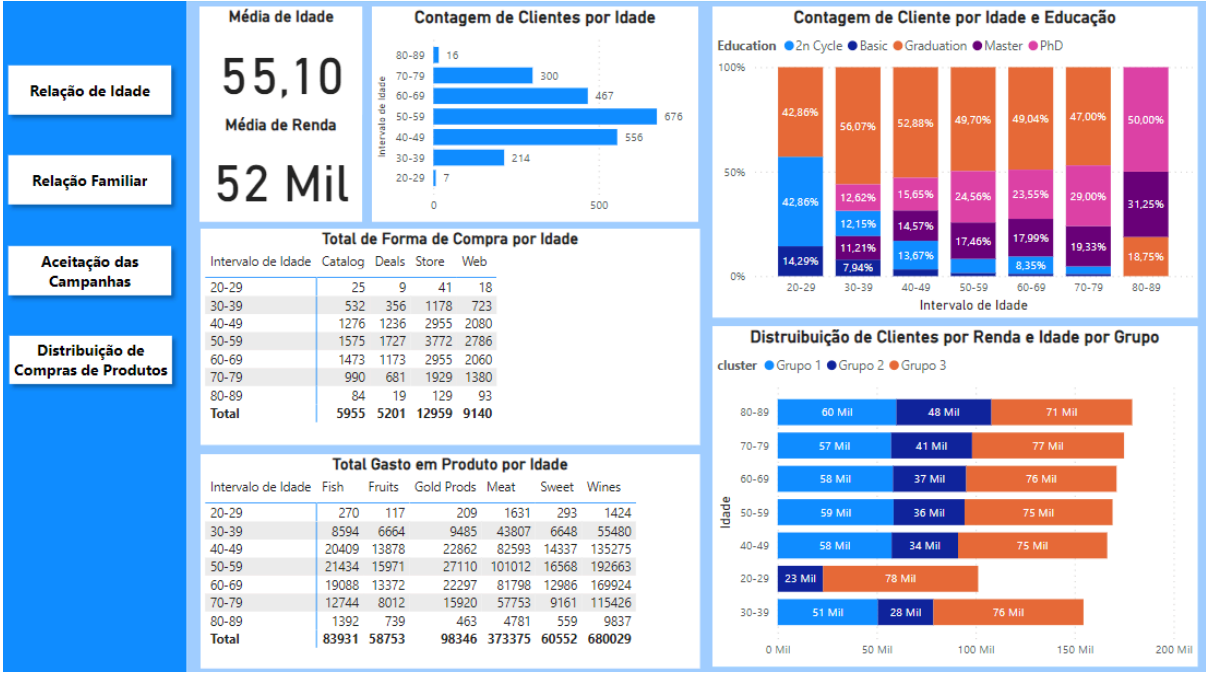 Relação de Idade
Relação Familiar
Aceitação das
Campanhas
Distribuição de
Compras de Produtos
Média de Idade
55,10
Média de Renda
52 Mil
Contagem de Clientes por Idade
Intervalo de Idade
80-89 16
70-79 300
60-69 467
50-59 676
40-49 556
30-39 214
20-29 7
0 500
Total de Forma de Compra por Idade
Intervalo de Idade Catalog Deals Store Web
20-29 25 9 41 18
30-39 532 356 1178 723
40-49 1276 1236 2955 2080
50-59 1575 1727 3772 2786
60-69 1473 1173 2955 2060
70-79 990 681 1929 1380
80-89 84 19 129 93
Total 5955 5201 12959 9140
Total Gasto em Produto por Idade
Intervalo de Idade Fish Fruits Gold Prods Meat Sweet Wines
20-29 270 117 209 1631 293 1424
30-39 8594 6664 9485 43807 6648 55480
40-49 20409 13878 22862 82593 14337 135275
50-59 21434 15971 27110 101012 16568 192663
60-69 19088 13372 22297 81798 12986 169924
70-79 12744 8012 15920 57753 9161 115426
80-89 1392 739 463 4781 559 9837
Total 83931 58753 98346 373375 60552 680029
Contagem de Cliente por Idade e Educação
Education 2n Cycle Basic Graduation Master PhD
100%
50%
0%
42,86% 56,07% 52,88% 49,70% 49,04% 47,00% 50,00%
42,86% 12,62% 15,65% 24,56% 23,55% 29,00% 31,25%
12,15% 14,57% 17,46% 17,99% 19,33%
14,29% 11,21% 13,67% 8,35% 18,75%
7,94%
20-29 30-39 40-49 50-59 60-69 70-79 80-89
Intervalo de Idade
Distruibuição de Clientes por Renda e Idade por Grupo
cluster Grupo 1 Grupo 2 Grupo 3
Idade
80-89 60 Mil 48 Mil 71 Mil
70-79 57 Mil 41 Mil 77 Mil
60-69 58 Mil 37 Mil 76 Mil
50-59 59 Mil 36 Mil 75 Mil
40-49 58 Mil 34 Mil 75 Mil
20-29 23 Mil 78 Mil
30-39 51 Mil 28 Mil 76 Mil
0 Mil 50 Mil 100 Mil 150 Mil 200 Mil